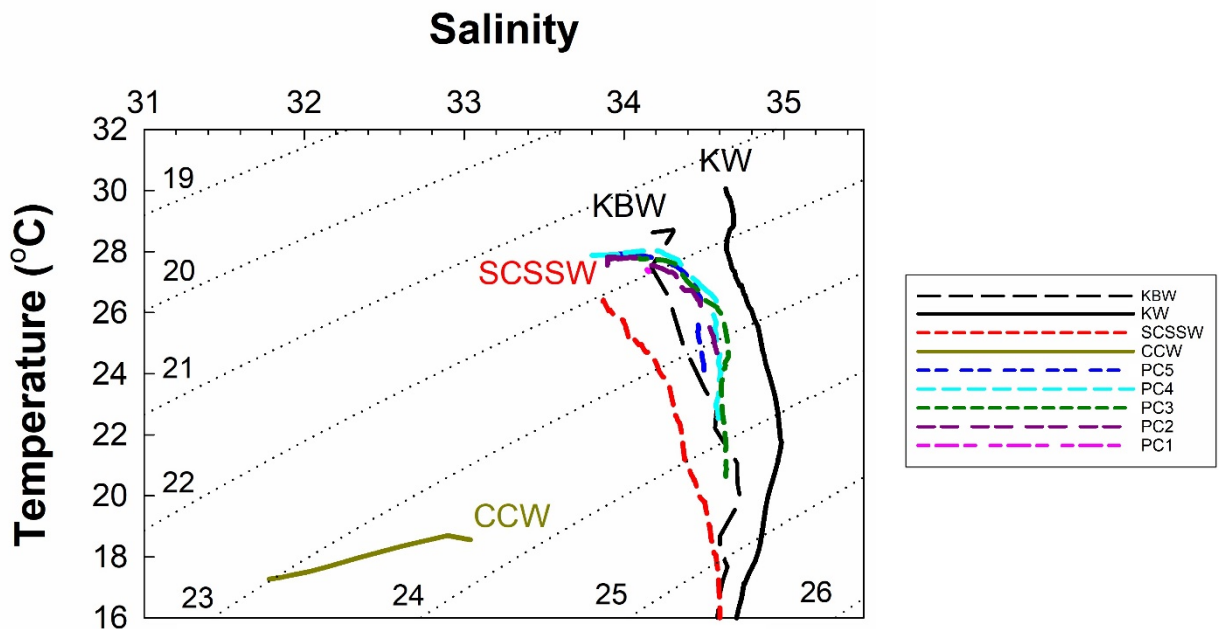 Salinity
31 32 33 34 35
32
30
28
26
24
22
20
18
16
Temperature (°C)
19
20
21
22
23
24
25
26
KW
KBW
SCSSW
CCW
KBW
KW
SCSSW
CCW
PC5
PC4
PC3
PC2
PC1